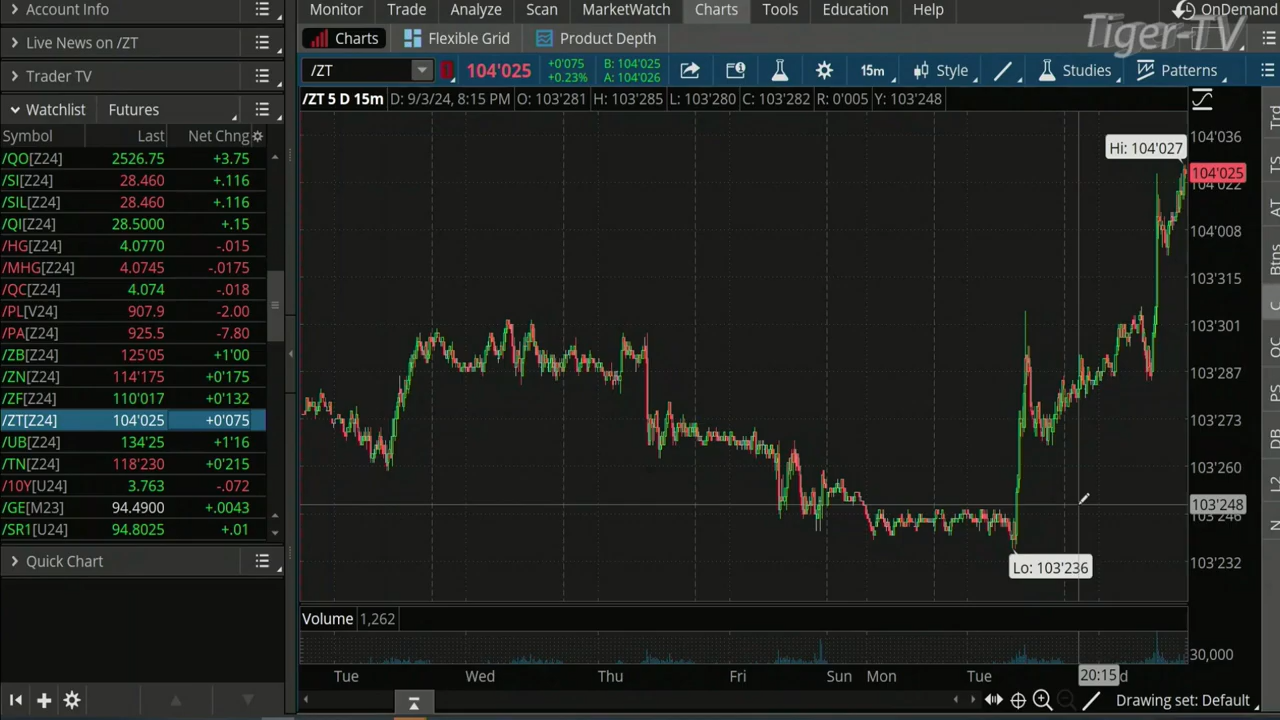 Account Info
Live News on /ZT
Trader TV
Watchlist Futures
Symbol Last Net Chng
/QO[Z24] 2526.75 +3.75
/SI[Z24] 28.460 +.116
/SIL[Z24] 28.460 +.116
/QI[Z24] 28.5000 +.15
/HG[Z24] 4.0770 -.015
/MHG[Z24] 4.0745 -.0175
/QC[Z24] 4.074 -.018
/PL[V24] 907.9 -2.00
/PA[Z24] 925.5 -7.80
/ZB[Z24] 125'05 +1'00
/ZN[Z24] 114'175 +0'175
/ZF[Z24] 110'017 +0'132
/ZT[Z24] 104'025 +0'075
/UB[Z24] 134'25 +1'16
/TN[Z24] 118'230 +0'215
/10Y[U24] 3.763 -.072
/GE[M23] 94.4900 +.0043
/SR1[U24] 94.8025 +.01
Quick Chart
Monitor Trade Analyze Scan MarketWatch Charts Tools Education Help OnDemand
Tiger-TV
Charts Flexible Grid Product Depth
/ZT 104'025 +0'075 +0.23% B: 104'025 A: 104'026 15m Style Studies Patterns
/ZT 5 D 15m D: 9/3/24, 8:15 PM O: 103'281 H: 103'285 L: 103'280 C: 103'282 R: 0'005 Y: 103'248
104'036
Hi: 104'027
104'025
104'022
104'008
103'315
103'301
103'287
103'273
103'260
103'248
103'246
103'232
Lo: 103'236
Volume 1,262
30,000
Tue Wed Thu Fri Sun Mon Tue 20:15 d
Drawing set: Default
Trd
TS
AT
Btns
C
OC
PS
DB
L2
N